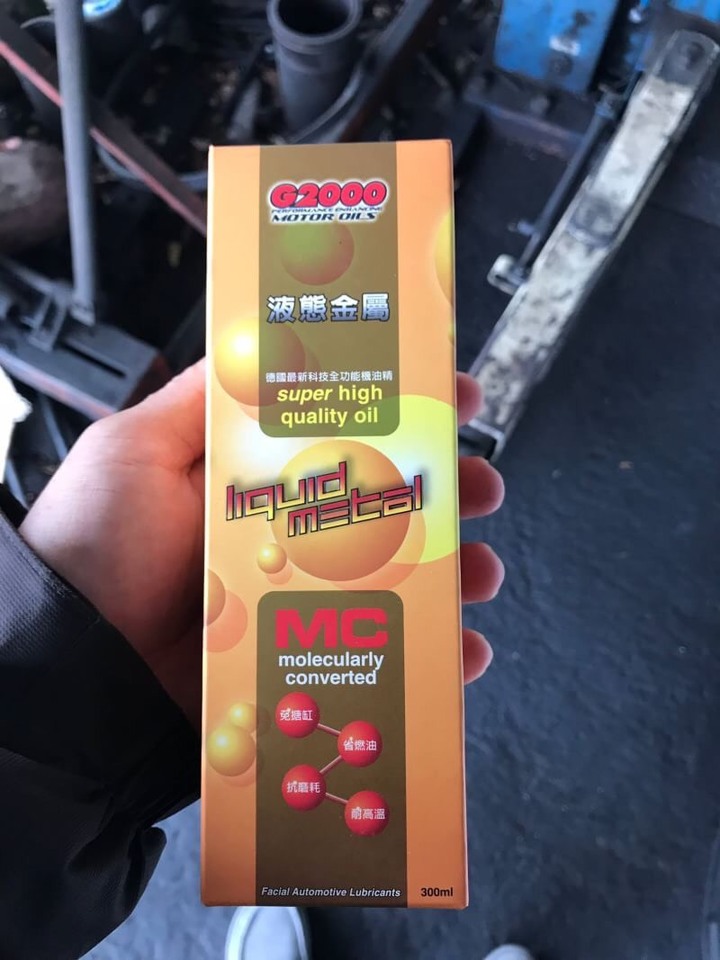 G2000
PERFORMANCE ENHANCING
MOTOR OILS
液態金屬
德國最新科技全功能機油精
super high
quality oil
liquid
metal
MC
molecularly
converted
免搪缸
省燃油
抗磨耗
耐高溫
Facial Automotive Lubricants
300ml